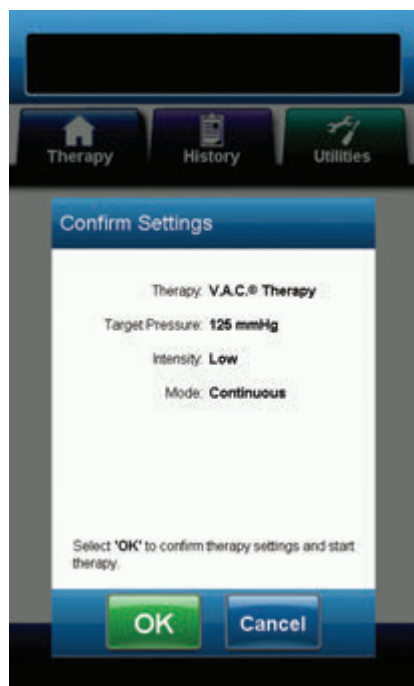 Therapy History Utilities
Confirm Settings
Therapy: V.A.C.® Therapy
Target Pressure: 125 mmHg
Intensity: Low
Mode: Continuous
Select 'OK' to confirm therapy settings and start
therapy.
OK Cancel